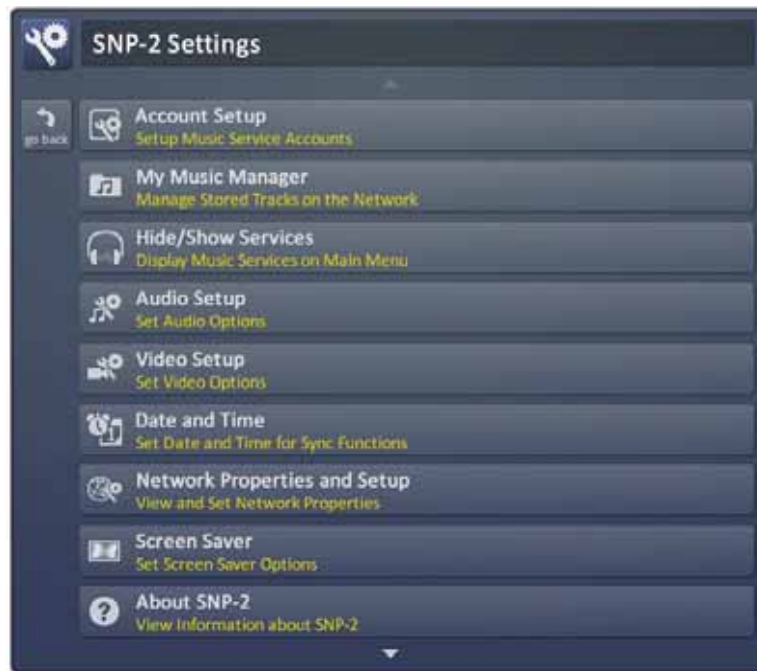 SNP-2 Settings
go back
Account Setup
Setup Music Service Accounts
My Music Manager
Manage Stored Tracks on the Network
Hide/Show Services
Display Music Services on Main Menu
Audio Setup
Set Audio Options
Video Setup
Set Video Options
Date and Time
Set Date and Time for Sync Functions
Network Properties and Setup
View and Set Network Properties
Screen Saver
Set Screen Saver Options
About SNP-2
View Information about SNP-2